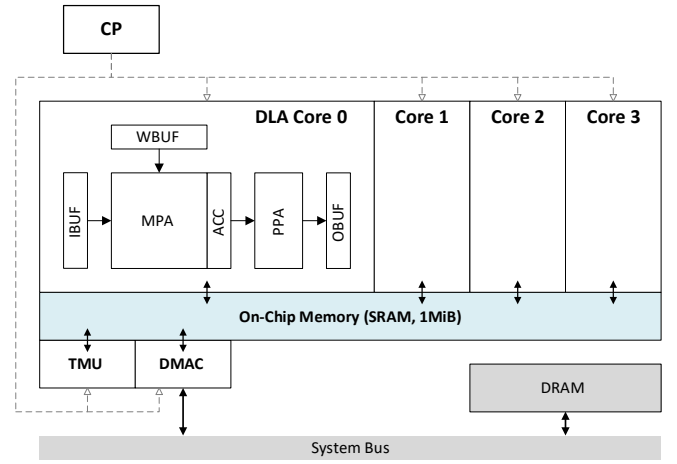 CP
DLA Core 0
Core 1
Core 2
Core 3
WBUF
IBUF
MPA
ACC
PPA
OBUF
On-Chip Memory (SRAM, 1MiB)
TMU
DMAC
DRAM
System Bus